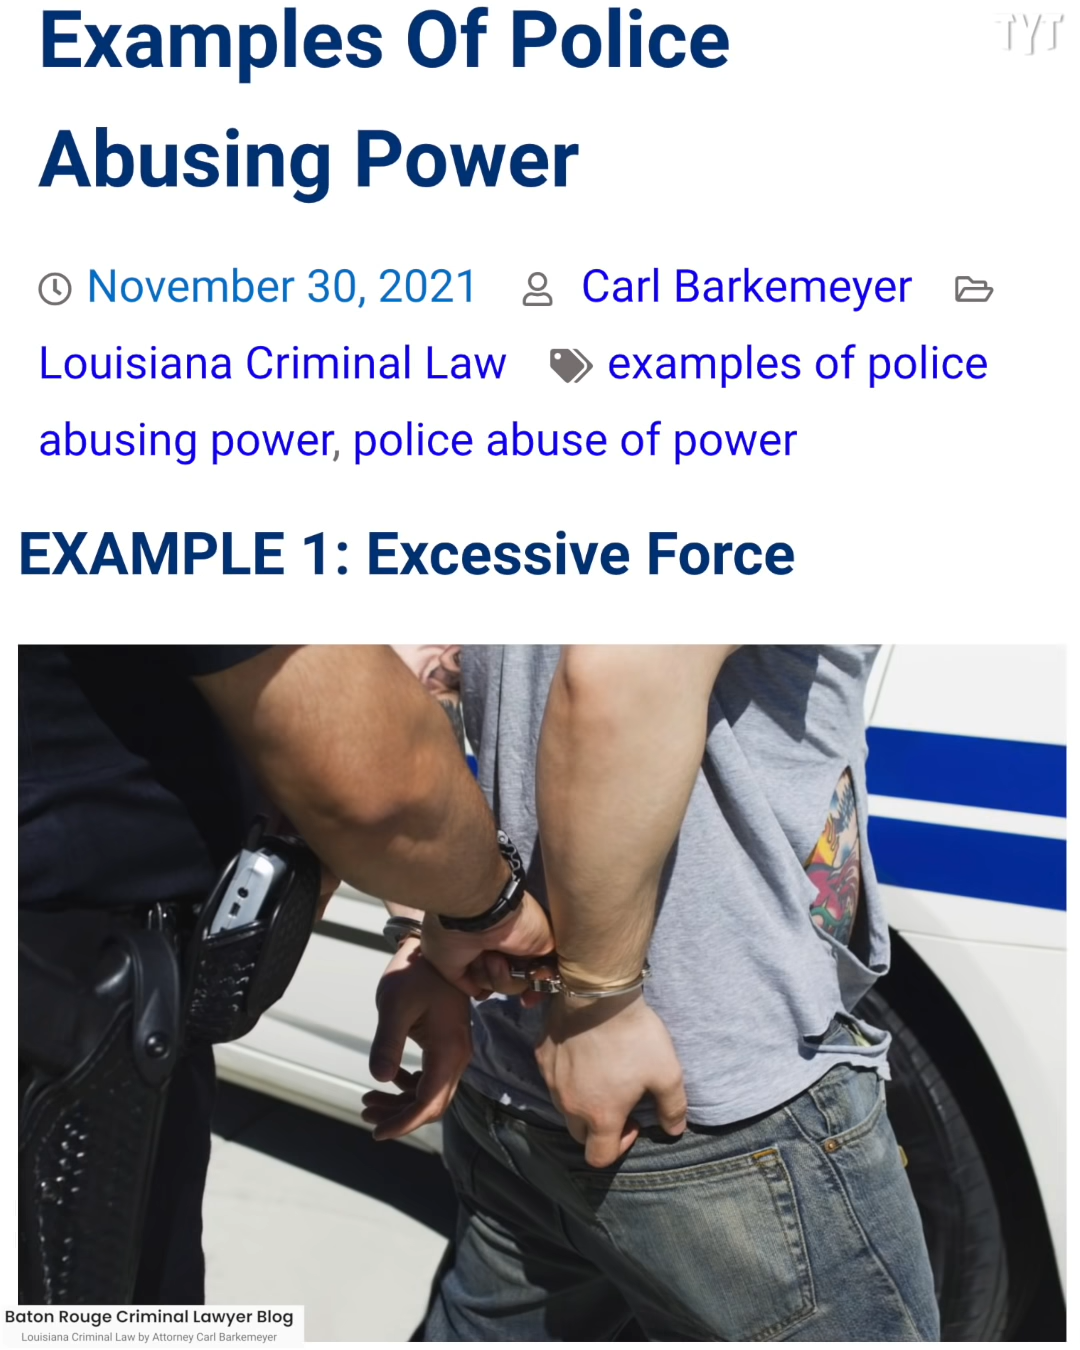 Examples Of Police
TYT
Abusing Power
November 30, 2021 Carl Barkemeyer
Louisiana Criminal Law examples of police
abusing power, police abuse of power
EXAMPLE 1: Excessive Force
Baton Rouge Criminal Lawyer Blog
Louisiana Criminal Law by Attorney Carl Barkemeyer